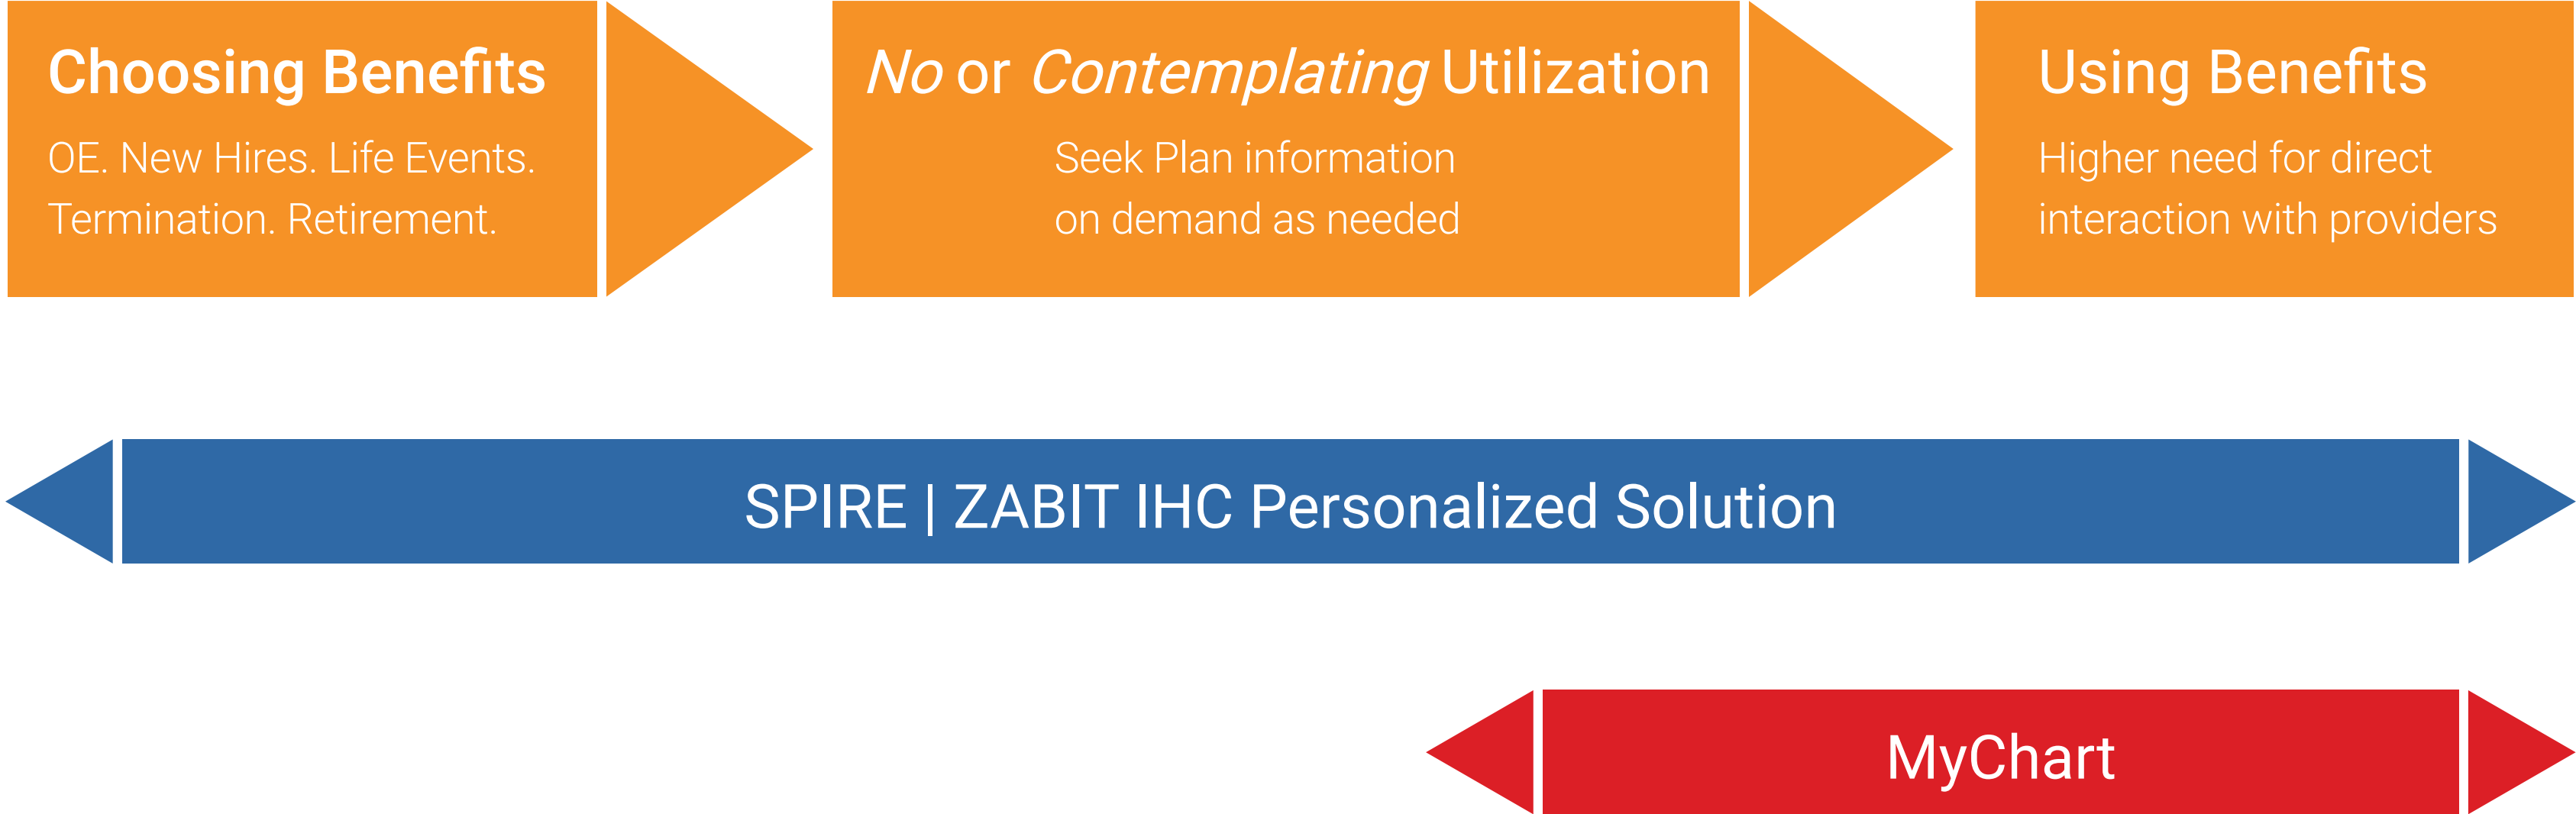 Choosing Benefits
OE. New Hires. Life Events.
Termination. Retirement.
No or Contemplating Utilization
Seek Plan information
on demand as needed
Using Benefits
Higher need for direct
interaction with providers
SPIRE | ZABIT IHC Personalized Solution
MyChart